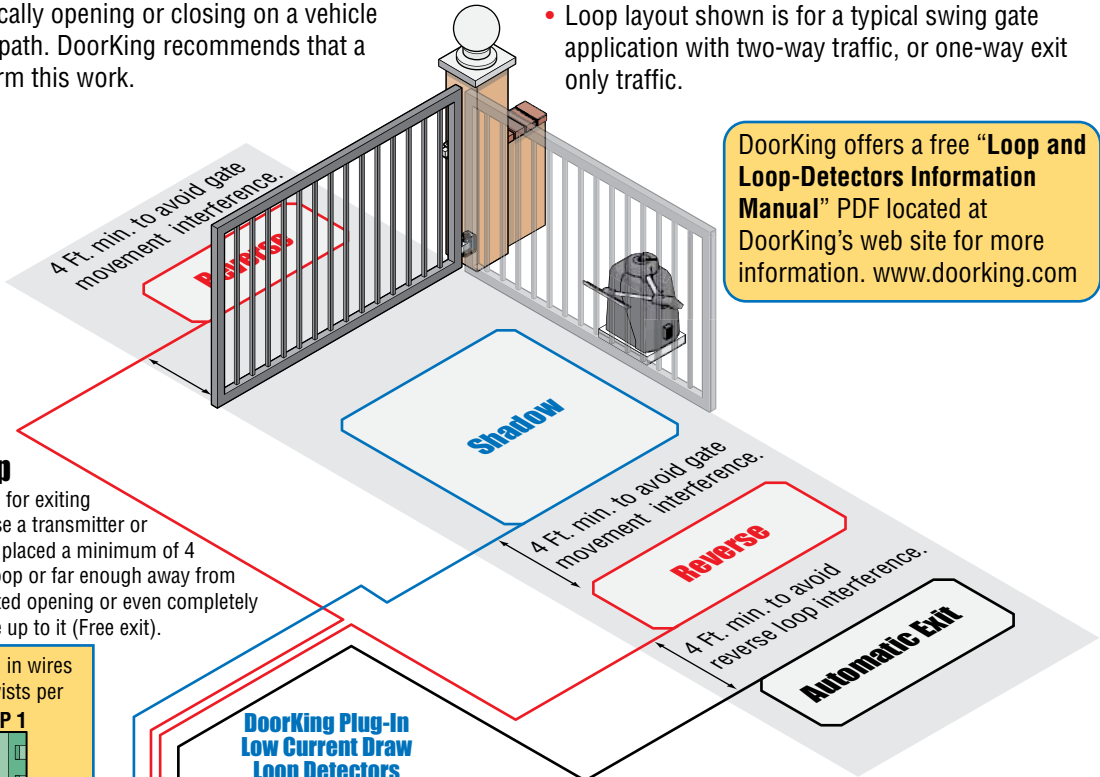 cally opening or closing on a vehicle
path. DoorKing recommends that a
rm this work.
• Loop layout shown is for a typical swing gate
application with two-way traffic, or one-way exit
only traffic.
DoorKing offers a free “Loop and
Loop-Detectors Information
Manual” PDF located at
DoorKing’s web site for more
information. www.doorking.com
4 Ft. min. to avoid gate
movement interference.
Reverse
Shadow
4 Ft. min. to avoid gate
movement interference.
Reverse
4 Ft. min. to avoid
reverse loop interference.
Automatic Exit
p
for exiting
se a transmitter or
placed a minimum of 4
oop or far enough away from
ted opening or even completely
e up to it (Free exit).
in wires
vists per
P 1
DoorKing Plug-In
Low Current Draw
Loop Detectors